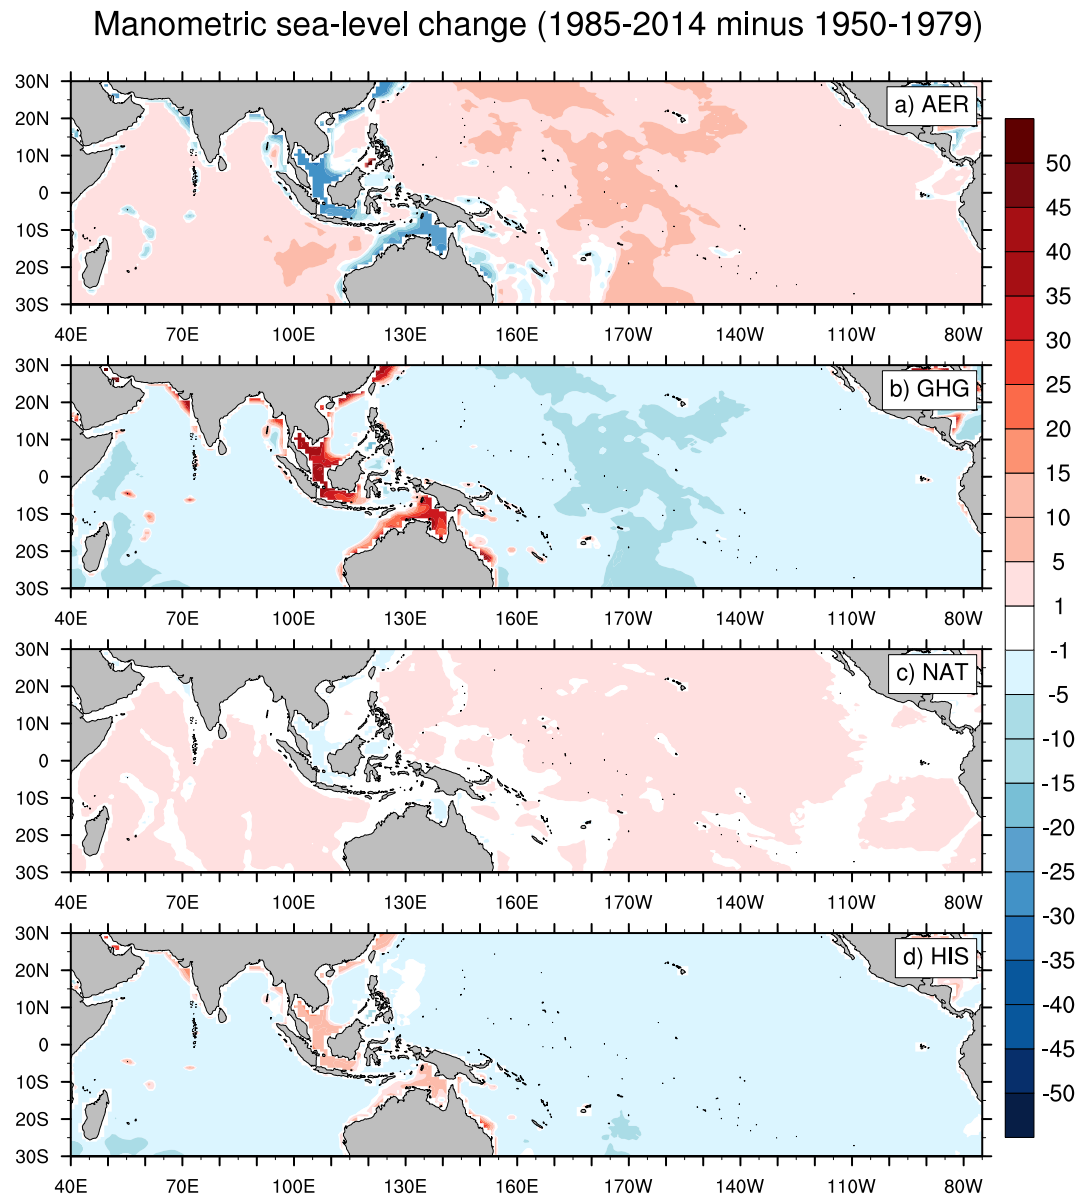 Manometric sea-level change (1985-2014 minus 1950-1979)
30N
20N
10N
0
10S
20S
30S
a) AER
40E 70E 100E 130E 160E 170W 140W 110W 80W
30N
20N
10N
0
10S
20S
30S
b) GHG
40E 70E 100E 130E 160E 170W 140W 110W 80W
30N
20N
10N
0
10S
20S
30S
c) NAT
40E 70E 100E 130E 160E 170W 140W 110W 80W
30N
20N
10N
0
10S
20S
30S
d) HIS
40E 70E 100E 130E 160E 170W 140W 110W 80W
50
45
40
35
30
25
20
15
10
5
1
-1
-5
-10
-15
-20
-25
-30
-35
-40
-45
-50